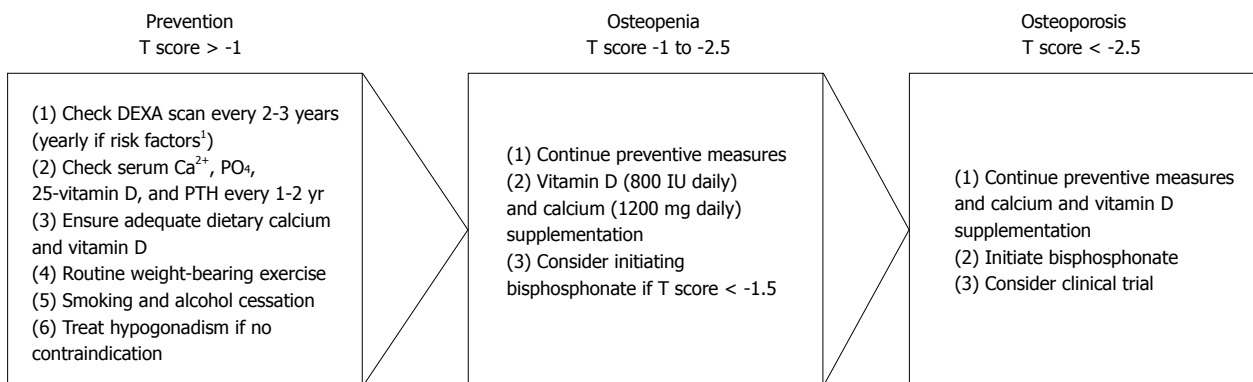 Prevention
T score > -1
(1) Check DEXA scan every 2-3 years
(yearly if risk factors¹)
(2) Check serum Ca²⁺, PO₄,
25-vitamin D, and PTH every 1-2 yr
(3) Ensure adequate dietary calcium
and vitamin D
(4) Routine weight-bearing exercise
(5) Smoking and alcohol cessation
(6) Treat hypogonadism if no
contraindication
Osteopenia
T score -1 to -2.5
(1) Continue preventive measures
(2) Vitamin D (800 IU daily)
and calcium (1200 mg daily)
supplementation
(3) Consider initiating
bisphosphonate if T score < -1.5
Osteoporosis
T score < -2.5
(1) Continue preventive measures
and calcium and vitamin D
supplementation
(2) Initiate bisphosphonate
(3) Consider clinical trial